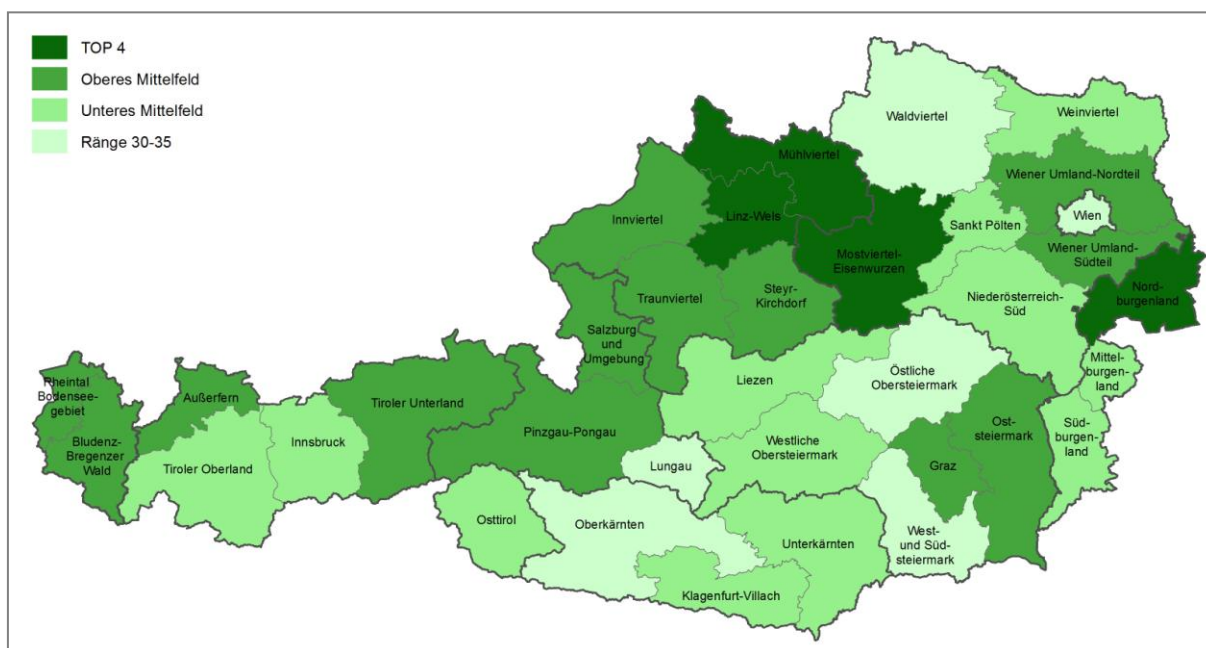 TOP 4
Oberes Mittelfeld
Unteres Mittelfeld
Ränge 30-35
Waldviertel
Weinviertel
Mühlviertel
Wiener Umland-Nordteil
Linz-Wels
Innviertel
Wien
Sankt Pölten
Mostviertel-
Eisenwurzen
Wiener Umland-
Südteil
Nord-
burgenland
Traunviertel
Steyr-
Kirchdorf
Niederösterreich-
Süd
Salzburg
und
Umgebung
Mittel-
burgen-
land
Östliche
Obersteiermark
Liezen
Rheintal
Bodensee-
gebiet
Außerfern
Tiroler Unterland
Pinzgau-Pongau
Ost-
steiermark
Süd-
burgen-
land
Bludenz-
Bregenzer
Wald
Innsbruck
Westliche
Obersteiermark
Tiroler Oberland
Lungau
Graz
Osttirol
Oberkärnten
Unterkärnten
West-
und Süd-
steiermark
Klagenfurt-Villach